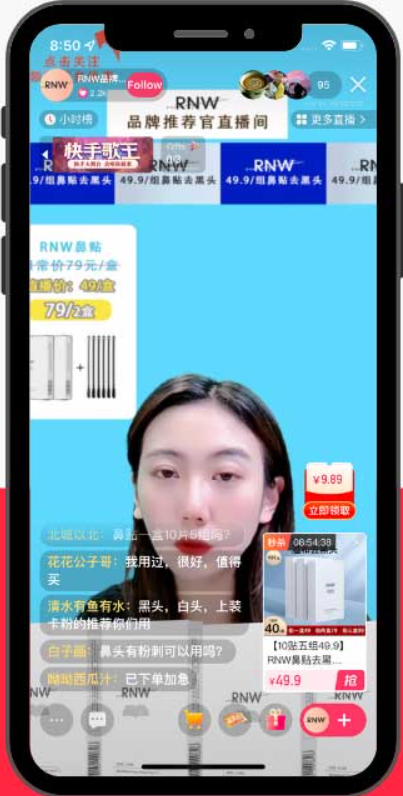 8:50
点击关注
RNW
RNW品牌...
2.2k
Follow
95
RNW
品牌推荐官直播间
小时榜
更多直播
快手歌王
RNW
RNW
.9/组鼻贴去黑头
49.9/组鼻贴去黑头
49.9/组鼻贴去黑头
49.9/组鼻贴去黑头
RNW鼻贴
日常价79元/盒
直播价：49/盒
79/2盒
+
¥9.89
立即领取
北城以北：鼻贴一盒10片5组吗？
花花公子哥：我用过，很好，值得
买
清水有鱼有水：黑头，白头，上装
卡粉的推荐你们用
白子画：鼻头有粉刺可以用吗？
呦呦西瓜汁：已下单加急
秒杀 08:54:38
40
【10贴五组49.9】
RNW鼻贴去黑...
¥49.9
抢
RNW
RNW
RNW
RNW
RNW +